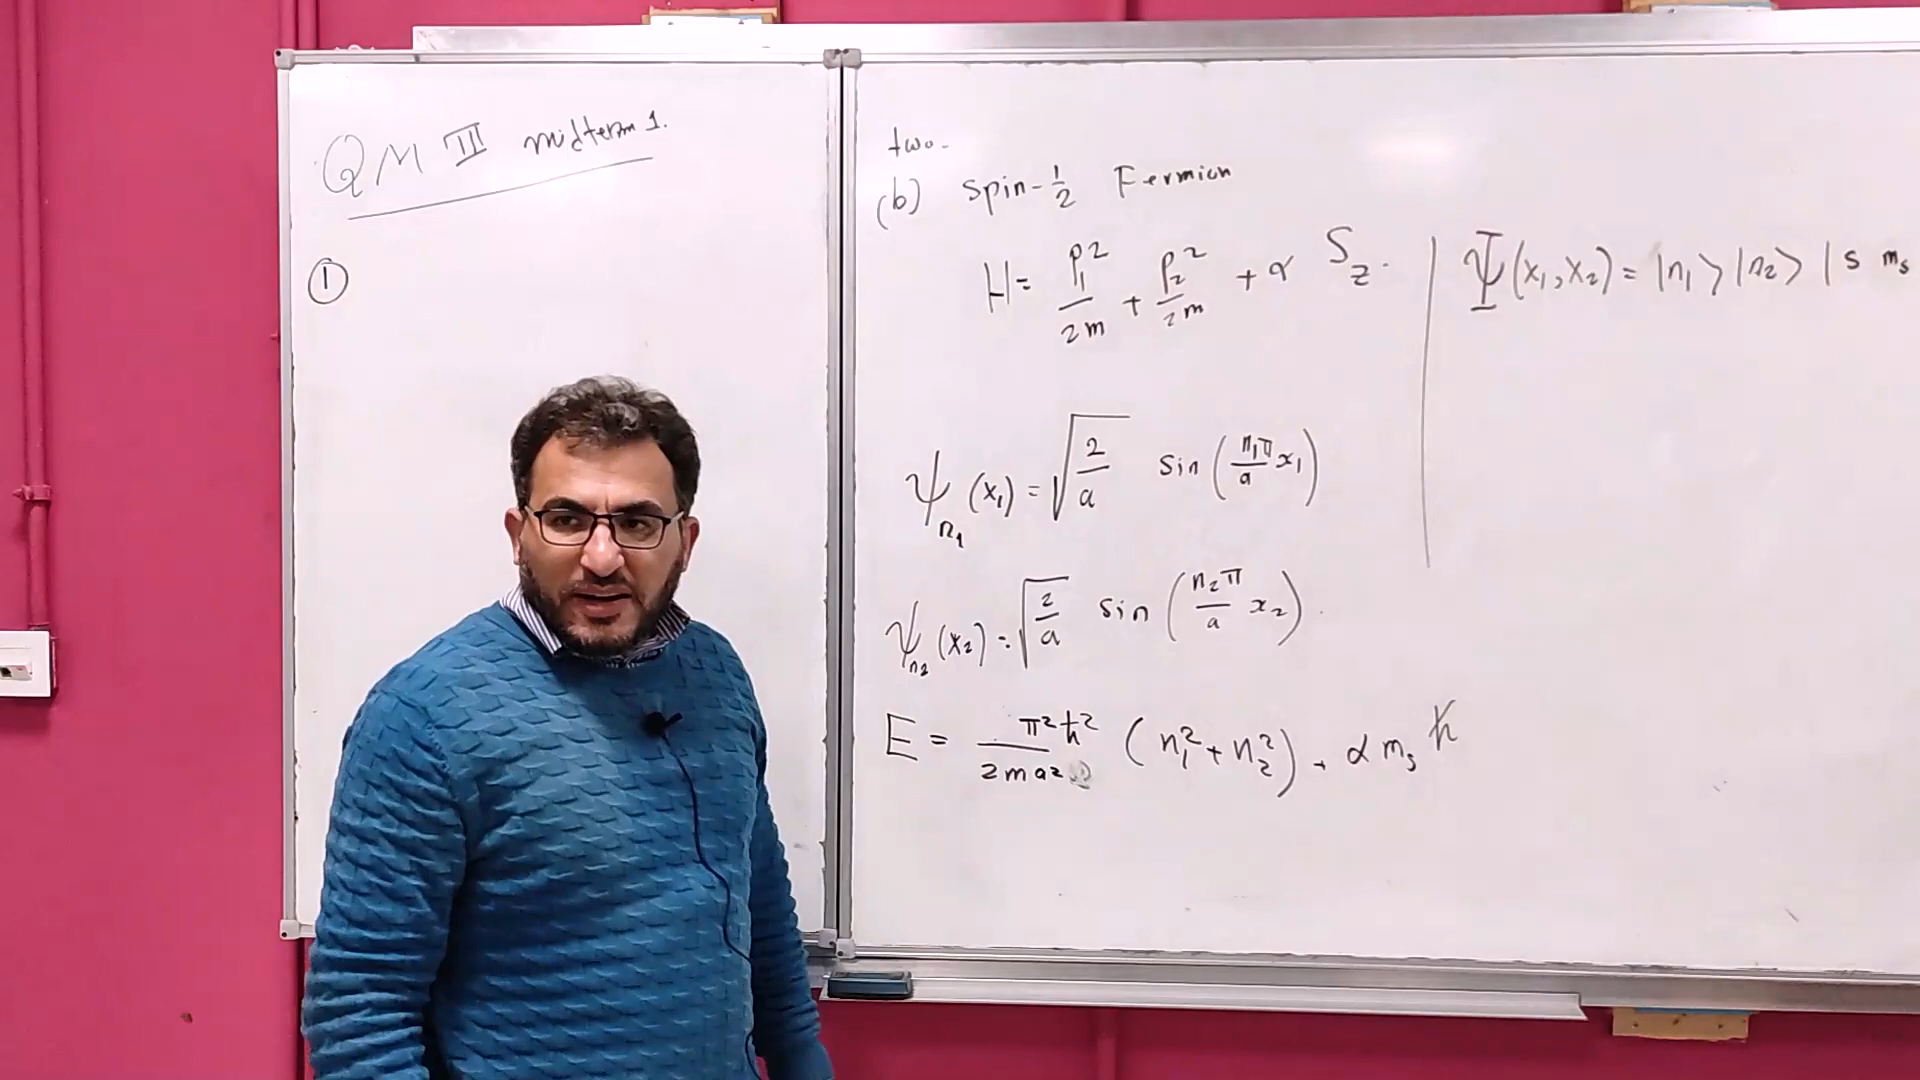 QM III midterm 1.
①
two.
(b) Spin-1/2 Fermion
H = p₁²/2m + p₂²/2m + α S_z.
Ψ(x₁,x₂) = |n₁> |n₂> |s m_s
ψ_n₁ (x₁) = √(2/a) sin (n₁π/a x₁)
ψ_n₂ (x₂) = √(2/a) sin (n₂π/a x₂).
E = π²ħ²/2ma² (n₁² + n₂²) + α m_s ħ